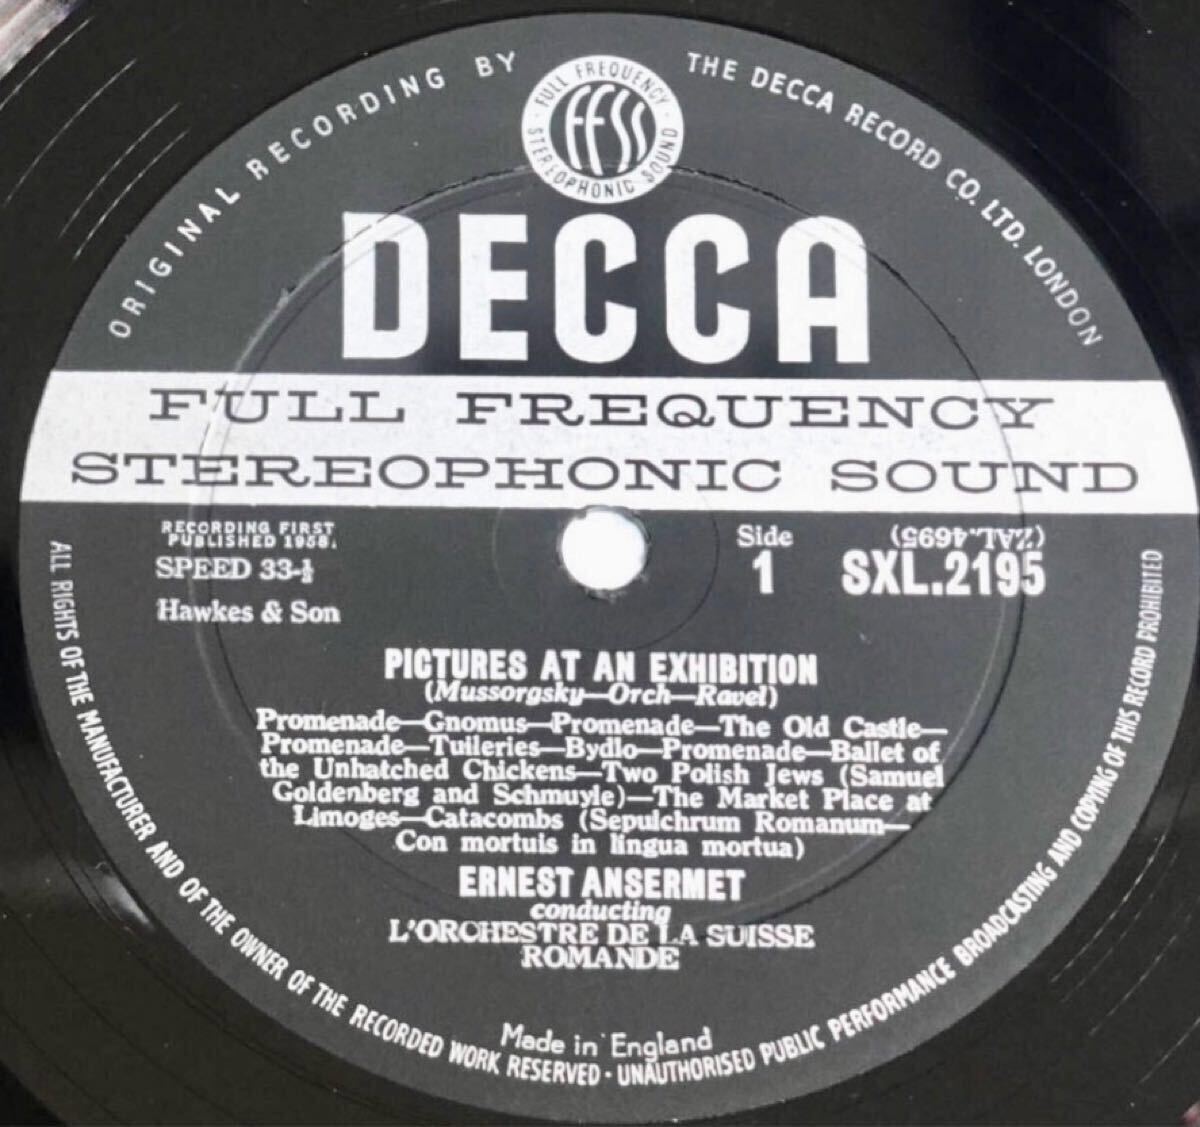 ORIGINAL RECORDING BY THE DECCA RECORD CO. LTD. LONDON
FULL FREQUENCY
STEREOPHONIC SOUND
FFSS
DECCA
FULL FREQUENCY
STEREOPHONIC SOUND
RECORDING FIRST
PUBLISHED 1958.
SPEED 33-⅓
Hawkes & Son
Side
1
(ZAL.4695)
SXL.2195
PICTURES AT AN EXHIBITION
(Mussorgsky—Orch—Ravel)
Promenade—Gnomus—Promenade—The Old Castle—
Promenade—Tuileries—Bydlo—Promenade—Ballet of
the Unhatched Chickens—Two Polish Jews (Samuel
Goldenberg and Schmuyle)—The Market Place at
Limoges—Catacombs (Sepulchrum Romanum—
Con mortuis in lingua mortua)
ERNEST ANSERMET
conducting
L'ORCHESTRE DE LA SUISSE
ROMANDE
Made in England
ALL RIGHTS OF THE MANUFACTURER AND OF THE OWNER OF THE RECORDED WORK RESERVED · UNAUTHORISED PUBLIC PERFORMANCE BROADCASTING AND COPYING OF THIS RECORD PROHIBITED